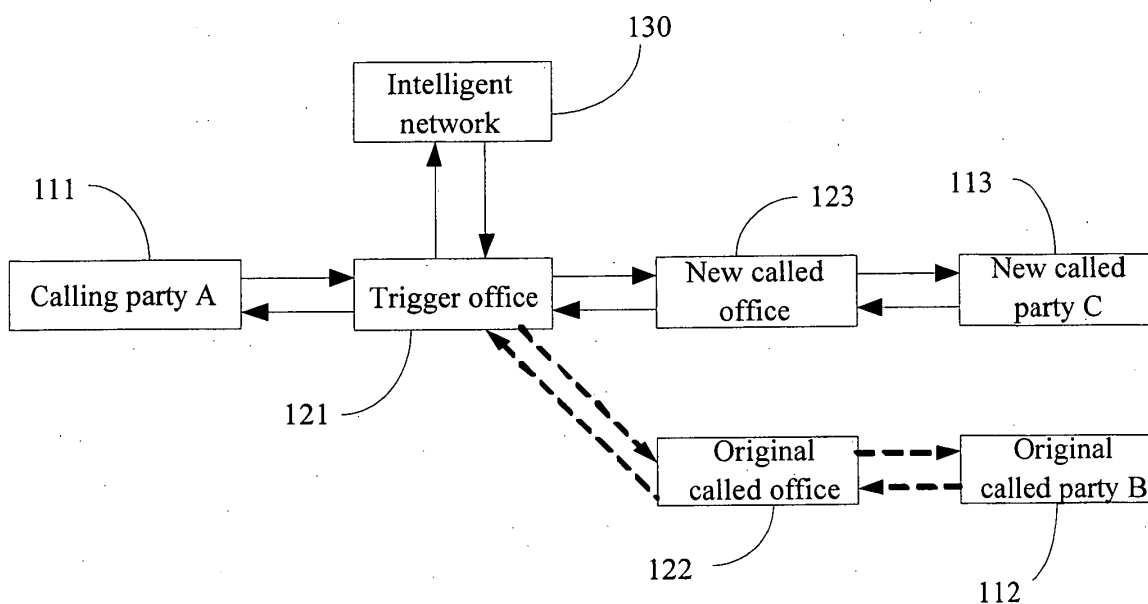 130
Intelligent
network
111
123
113
Calling party A
Trigger office
New called
office
New called
party C
121
Original
called office
Original
called party B
122
112